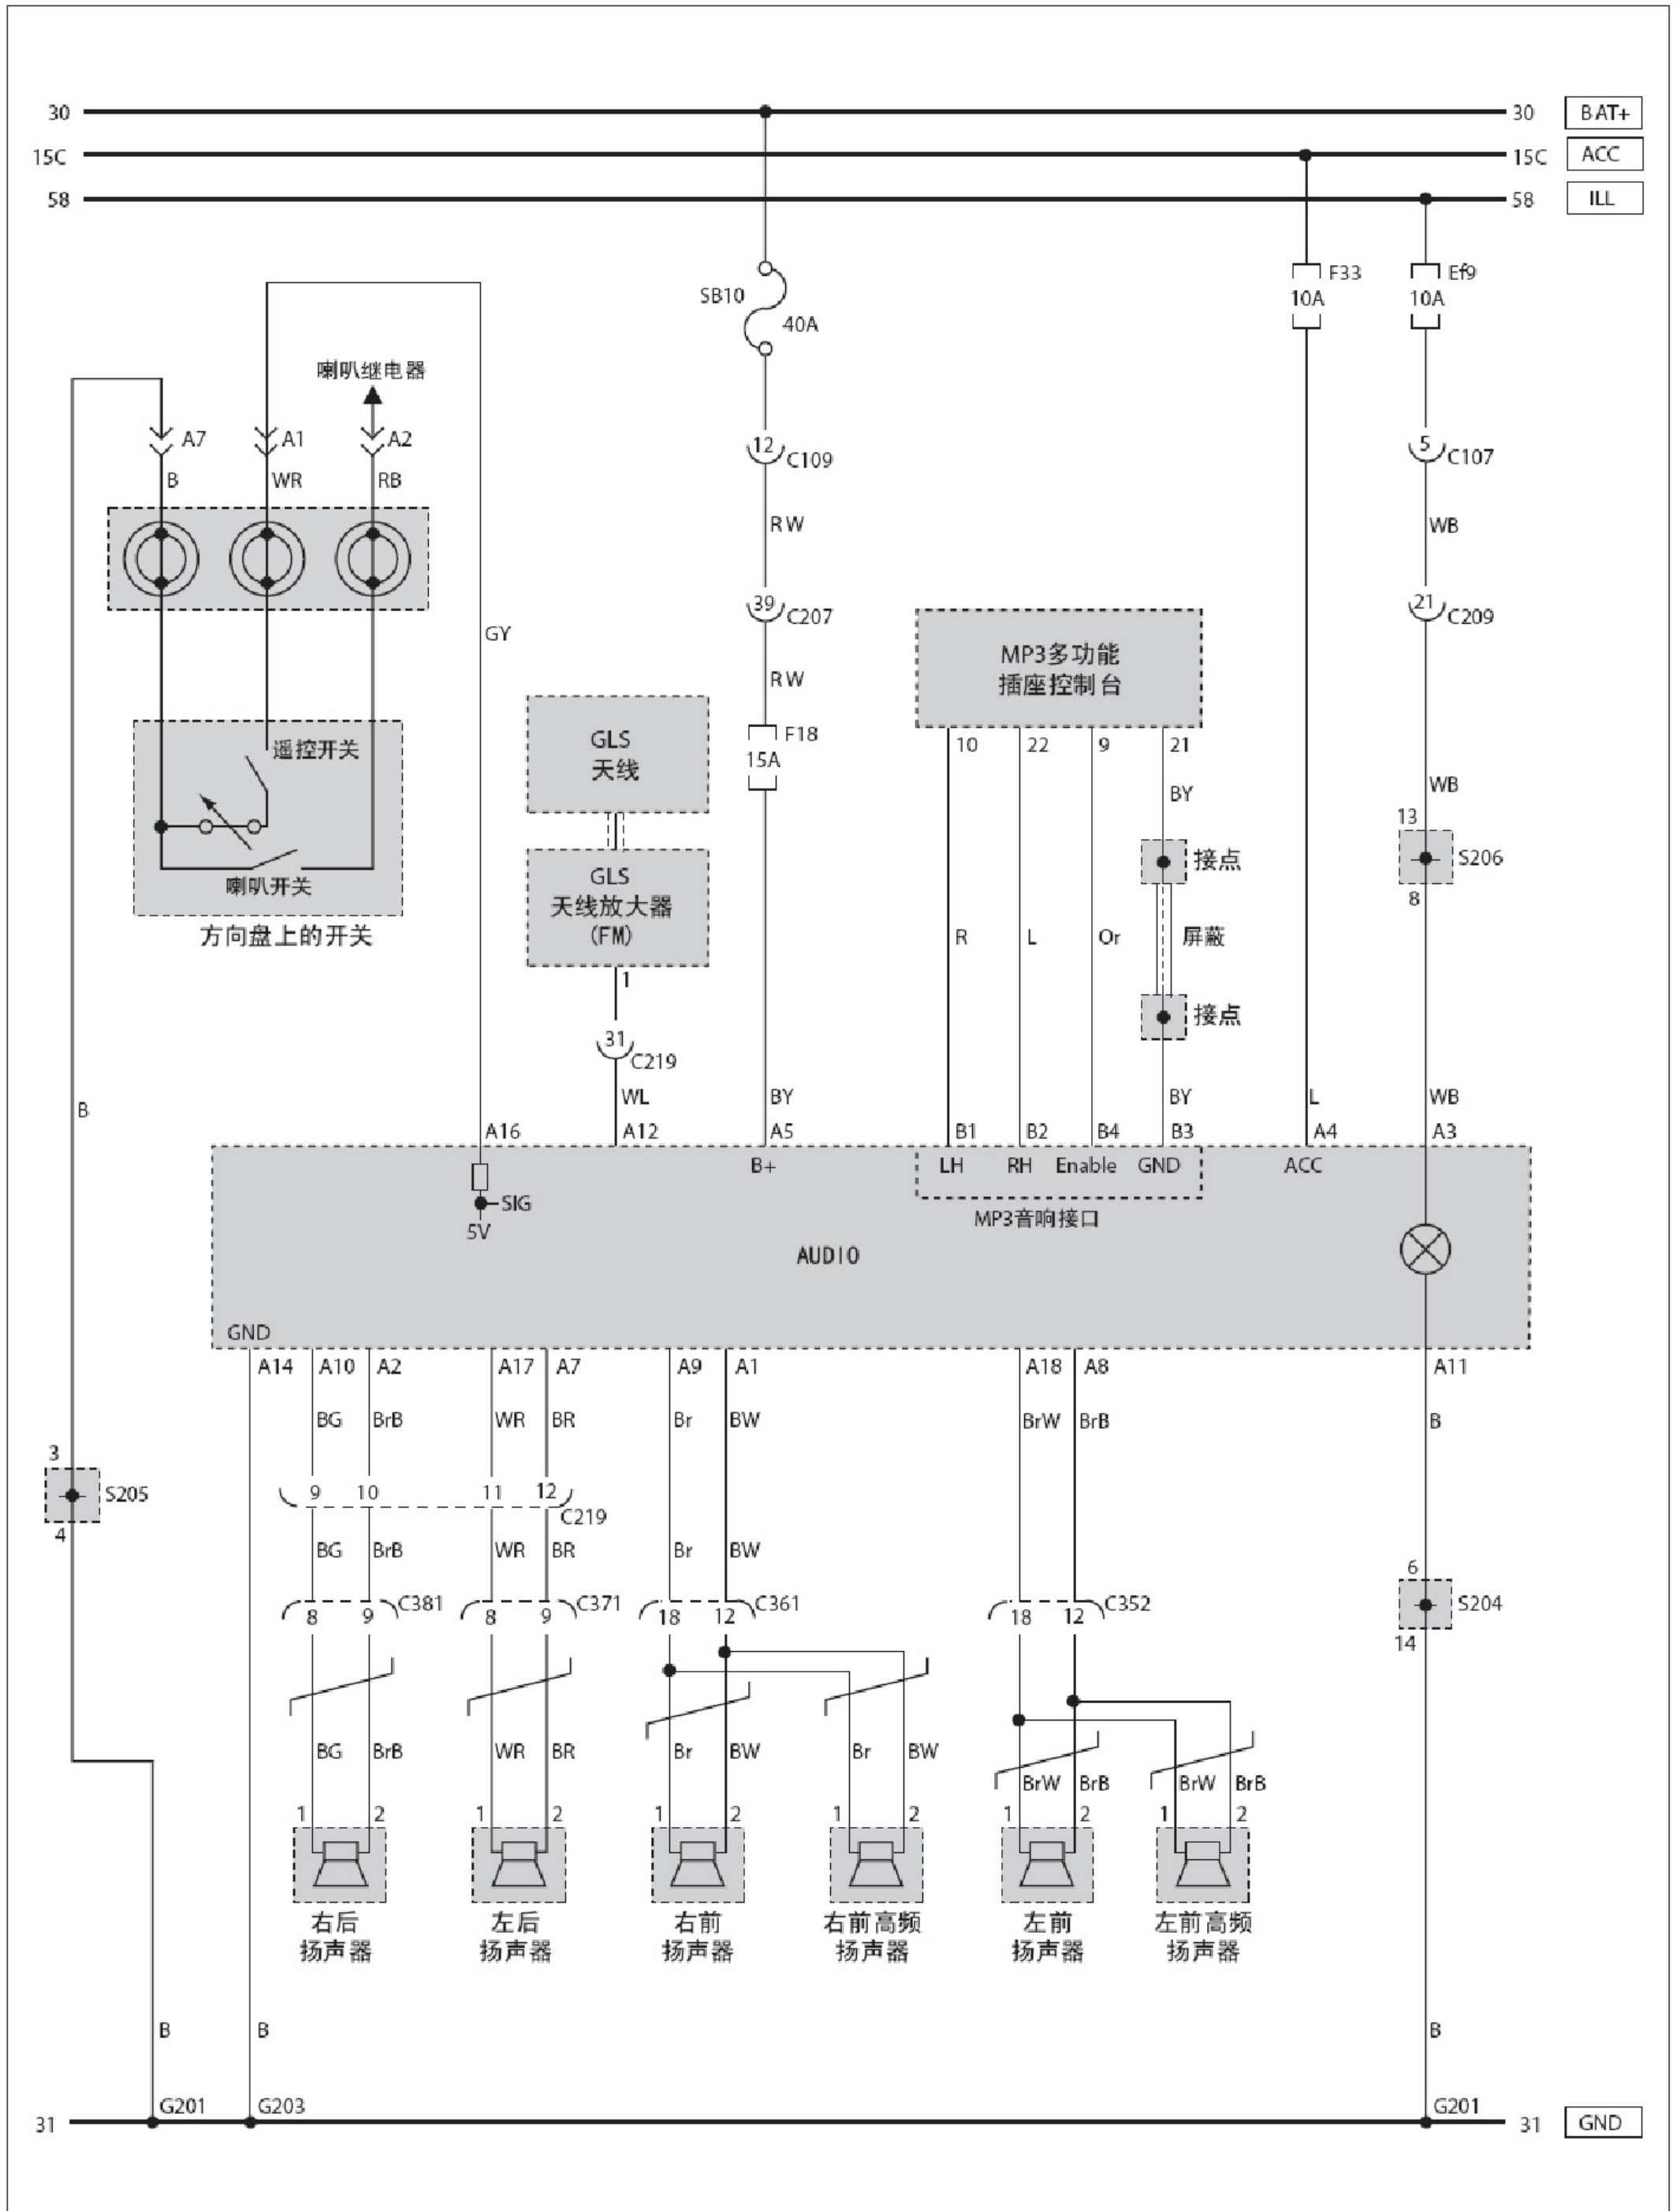 30
30
BAT+
15C
15C
ACC
58
58
ILL
F33
10A
Ef9
10A
SB10
40A
喇叭继电器
A7
A1
A2
12
C109
5
C107
B
WR
RB
RW
WB
39
C207
21
C209
GY
MP3多功能
插座控制台
RW
GLS
天线
F18
15A
10
22
9
21
遥控开关
BY
WB
13
接点
S206
8
GLS
天线放大器
(FM)
喇叭开关
方向盘上的开关
R
L
Or
屏蔽
1
接点
31
C219
B
WL
BY
BY
L
WB
A16
A12
A5
B1
B2
B4
B3
A4
A3
B+
LH
RH
Enable
GND
ACC
SIG
5V
MP3音响接口
AUDIO
GND
A14
A10
A2
A17
A7
A9
A1
A18
A8
A11
BG
BrB
WR
BR
Br
BW
BrW
BrB
B
3
S205
4
9
10
11
12
C219
BG
BrB
WR
BR
Br
BW
6
S204
14
8
9
C381
8
9
C371
18
12
C361
18
12
C352
BG
BrB
WR
BR
Br
BW
Br
BW
BrW
BrB
BrW
BrB
1
2
1
2
1
2
1
2
1
2
1
2
右后
扬声器
左后
扬声器
右前
扬声器
右前高频
扬声器
左前
扬声器
左前高频
扬声器
B
B
B
G201
G203
G201
31
31
GND